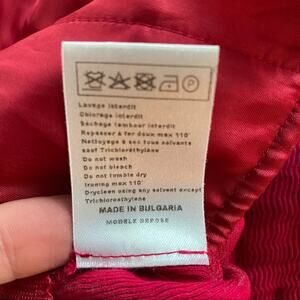 P
Lavage interdit
Chlorage interdit
Séchage tambour interdit
Repasser à fer doux max 110°
Nettoyage à sec tous solvants
sauf Trichloréthylène
Do not wash
Do not bleach
Do not tumble dry
Ironing max 110°
Dryclean using any solvent except
Trichloroethylene
MADE IN BULGARIA
MODELE DEPOSE